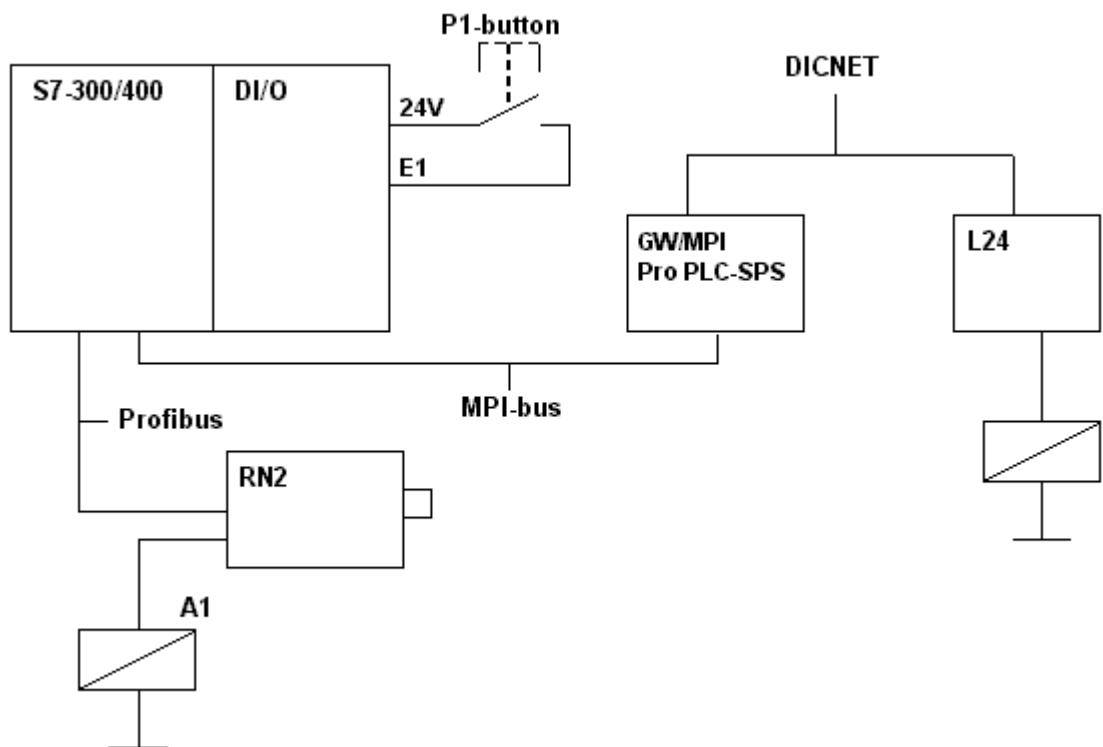 P1-button
S7-300/400
DI/O
24V
E1
DICNET
GW/MPI
Pro PLC-SPS
L24
MPI-bus
Profibus
RN2
A1